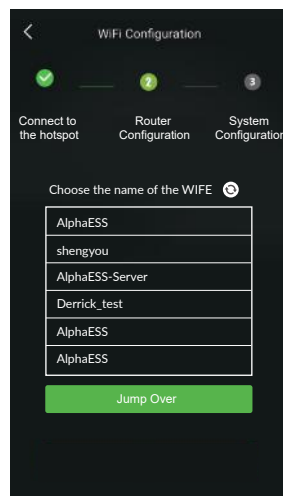 WiFi Configuration
2
3
Connect to
the hotspot
Router
Configuration
System
Configuration
Choose the name of the WIFE
AlphaESS
shengyou
AlphaESS-Server
Derrick_test
AlphaESS
AlphaESS
Jump Over